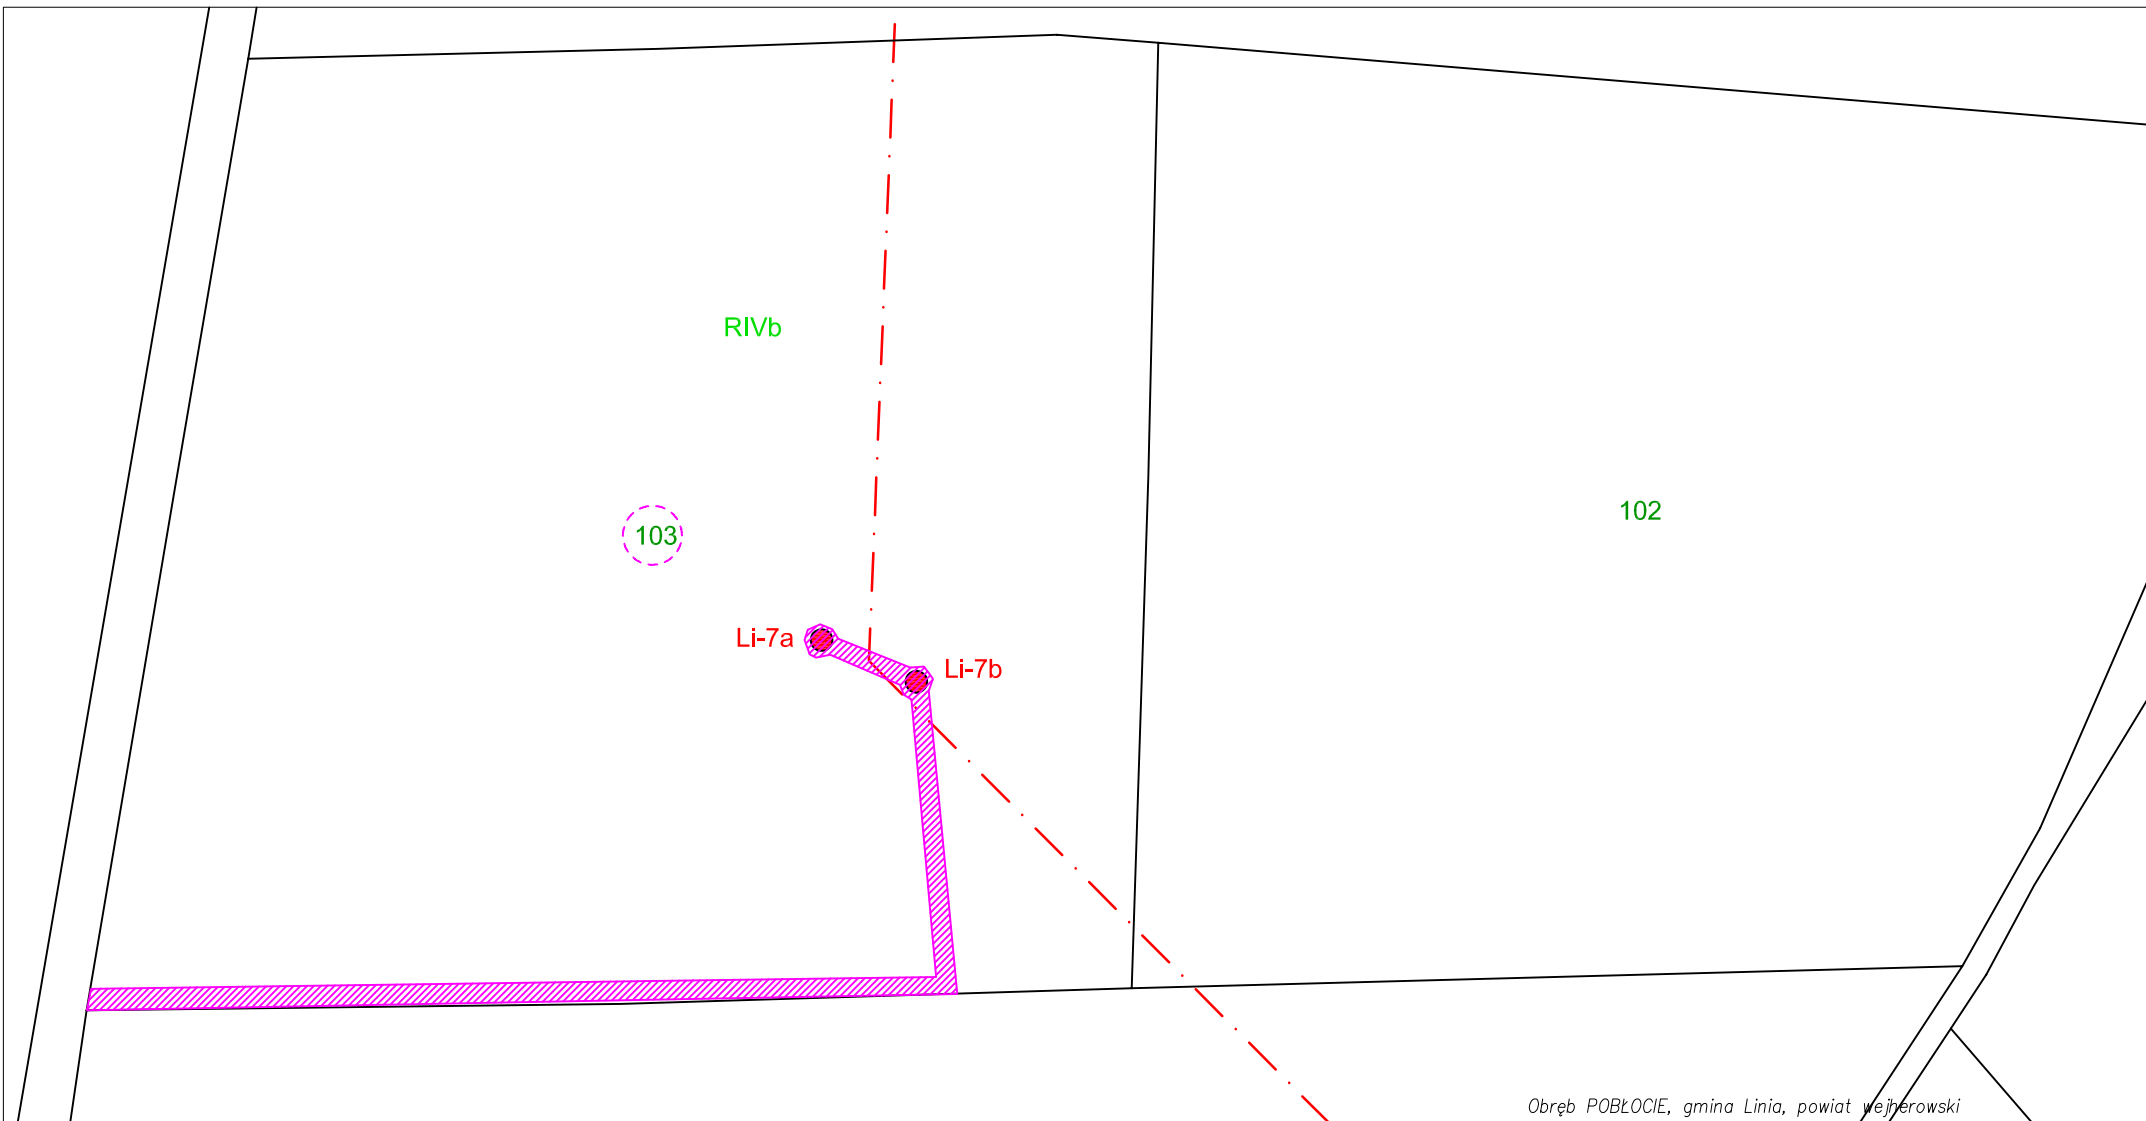 RIVb
102
103
Li-7a
Li-7b
Obręb POBŁOCIE, gmina Linia, powiat wejherowski